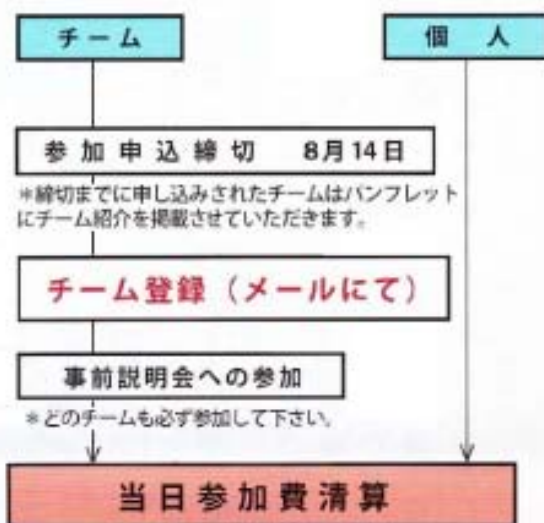 チーム
個 人
参加申込締切 8月14日
*締切までに申し込みされたチームはパンフレット
にチーム紹介を掲載させていただきます。
チーム登録（メールにて）
事前説明会への参加
*どのチームも必ず参加して下さい。
当日参加費清算